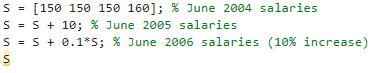 S = [150 150 150 160]; % June 2004 salaries
S = S + 10; % June 2005 salaries
S = S + 0.1*S; % June 2006 salaries (10% increase)
S